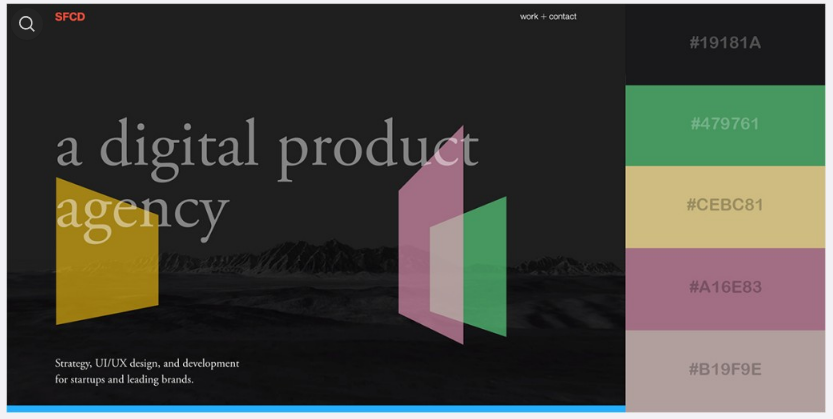 SFCD
work + contact
a digital product
agency
Strategy, UI/UX design, and development
for startups and leading brands.
#19181A
#479761
#CEBC81
#A16E83
#B19F9E